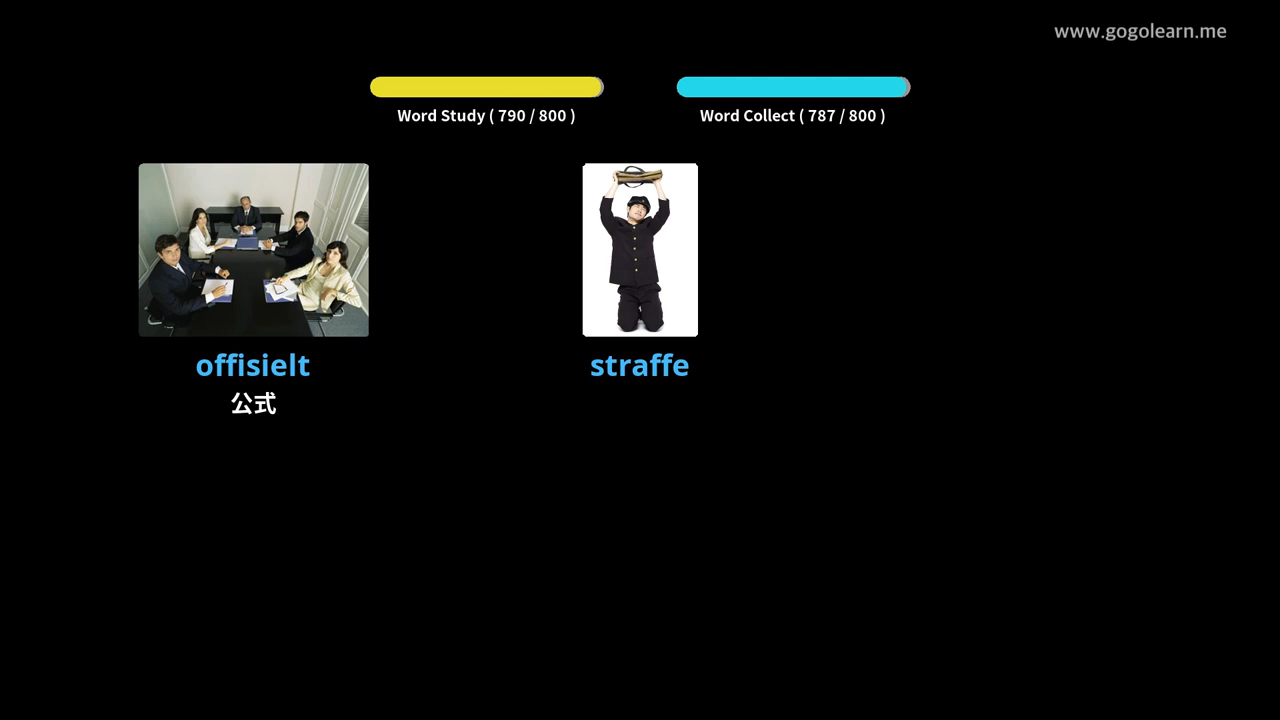 www.gogolearn.me
Word Study ( 790 / 800 )
Word Collect ( 787 / 800 )
offisielt
straffe
公式